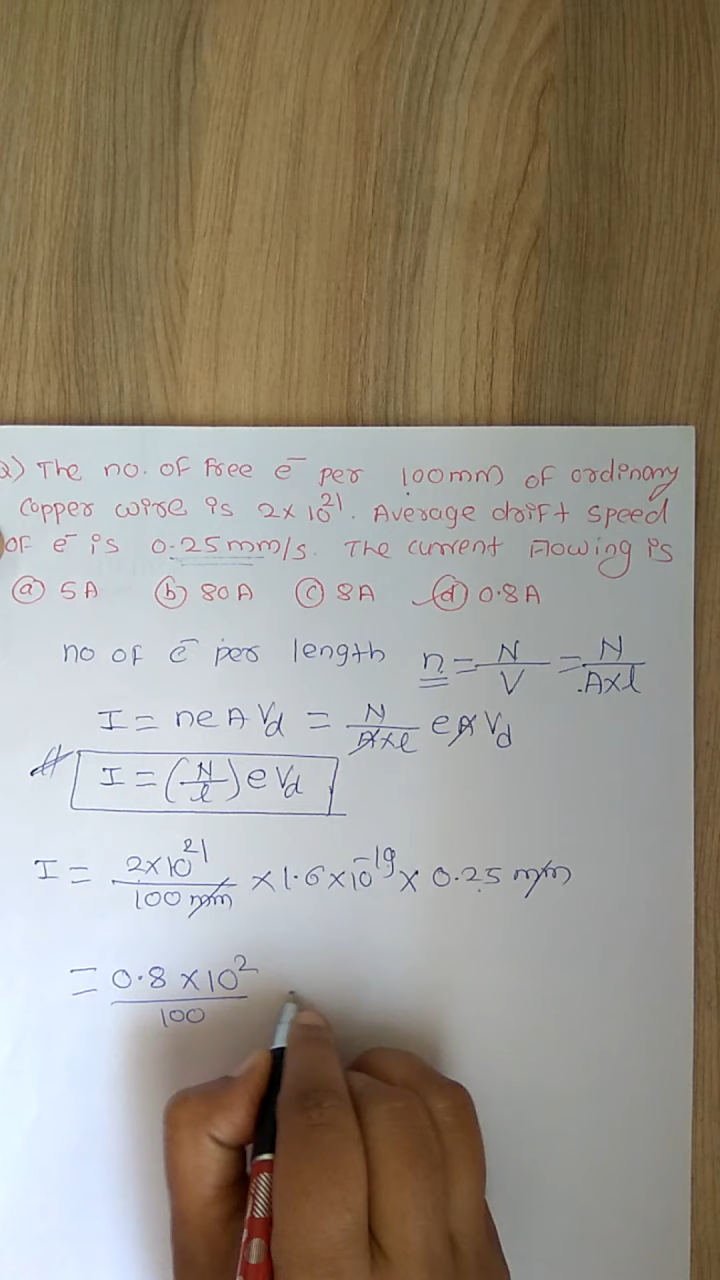 2) The no. of free e⁻ per 100mm of ordinary
copper wire is 2×10²¹. Average drift speed
of e⁻ is 0.25mm/s. The current flowing is
ⓐ 5A ⓑ 80A ⓒ 8A ⓓ 0.8A
no of e⁻ per length n = N/V = N/A×l
I = neAVd = N/A×l eAVd
# I = (N/l)eVd
I = 2×10²¹/100 mm ×1.6×10⁻¹⁹× 0.25 mm
= 0.8×10²/100